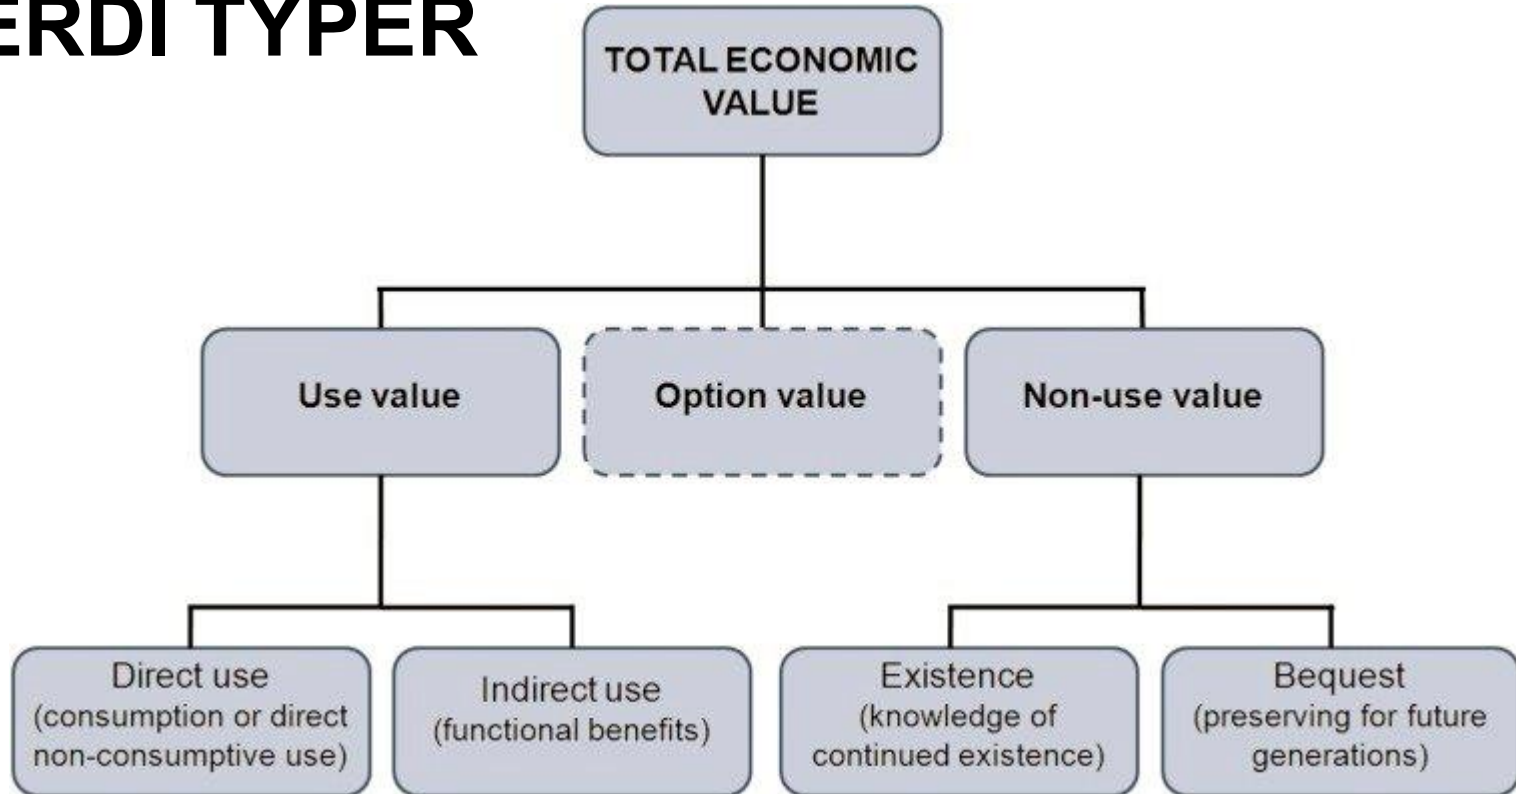 ERDI TYPER
TOTAL ECONOMIC
VALUE
Use value
Option value
Non-use value
Direct use
(consumption or direct
non-consumptive use)
Indirect use
(functional benefits)
Existence
(knowledge of
continued existence)
Bequest
(preserving for future
generations)